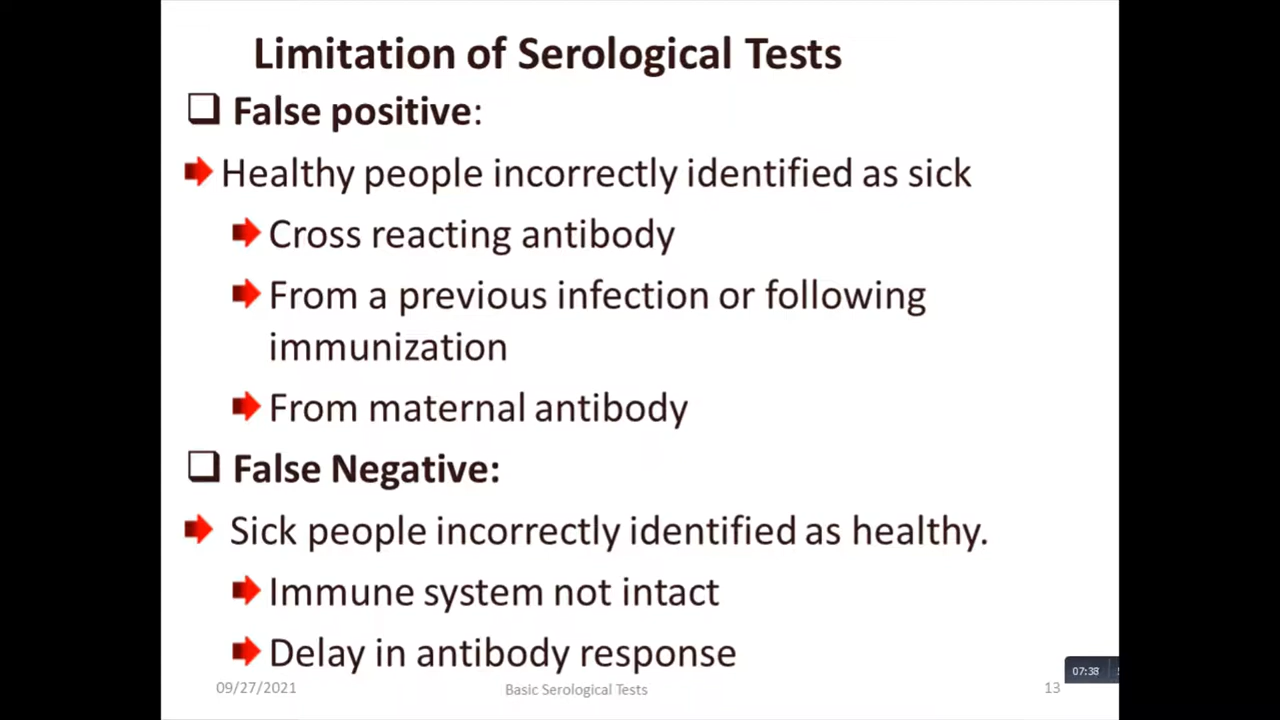 Limitation of Serological Tests
False positive:
Healthy people incorrectly identified as sick
Cross reacting antibody
From a previous infection or following
immunization
From maternal antibody
False Negative:
Sick people incorrectly identified as healthy.
Immune system not intact
Delay in antibody response
09/27/2021
Basic Serological Tests
13
07:38